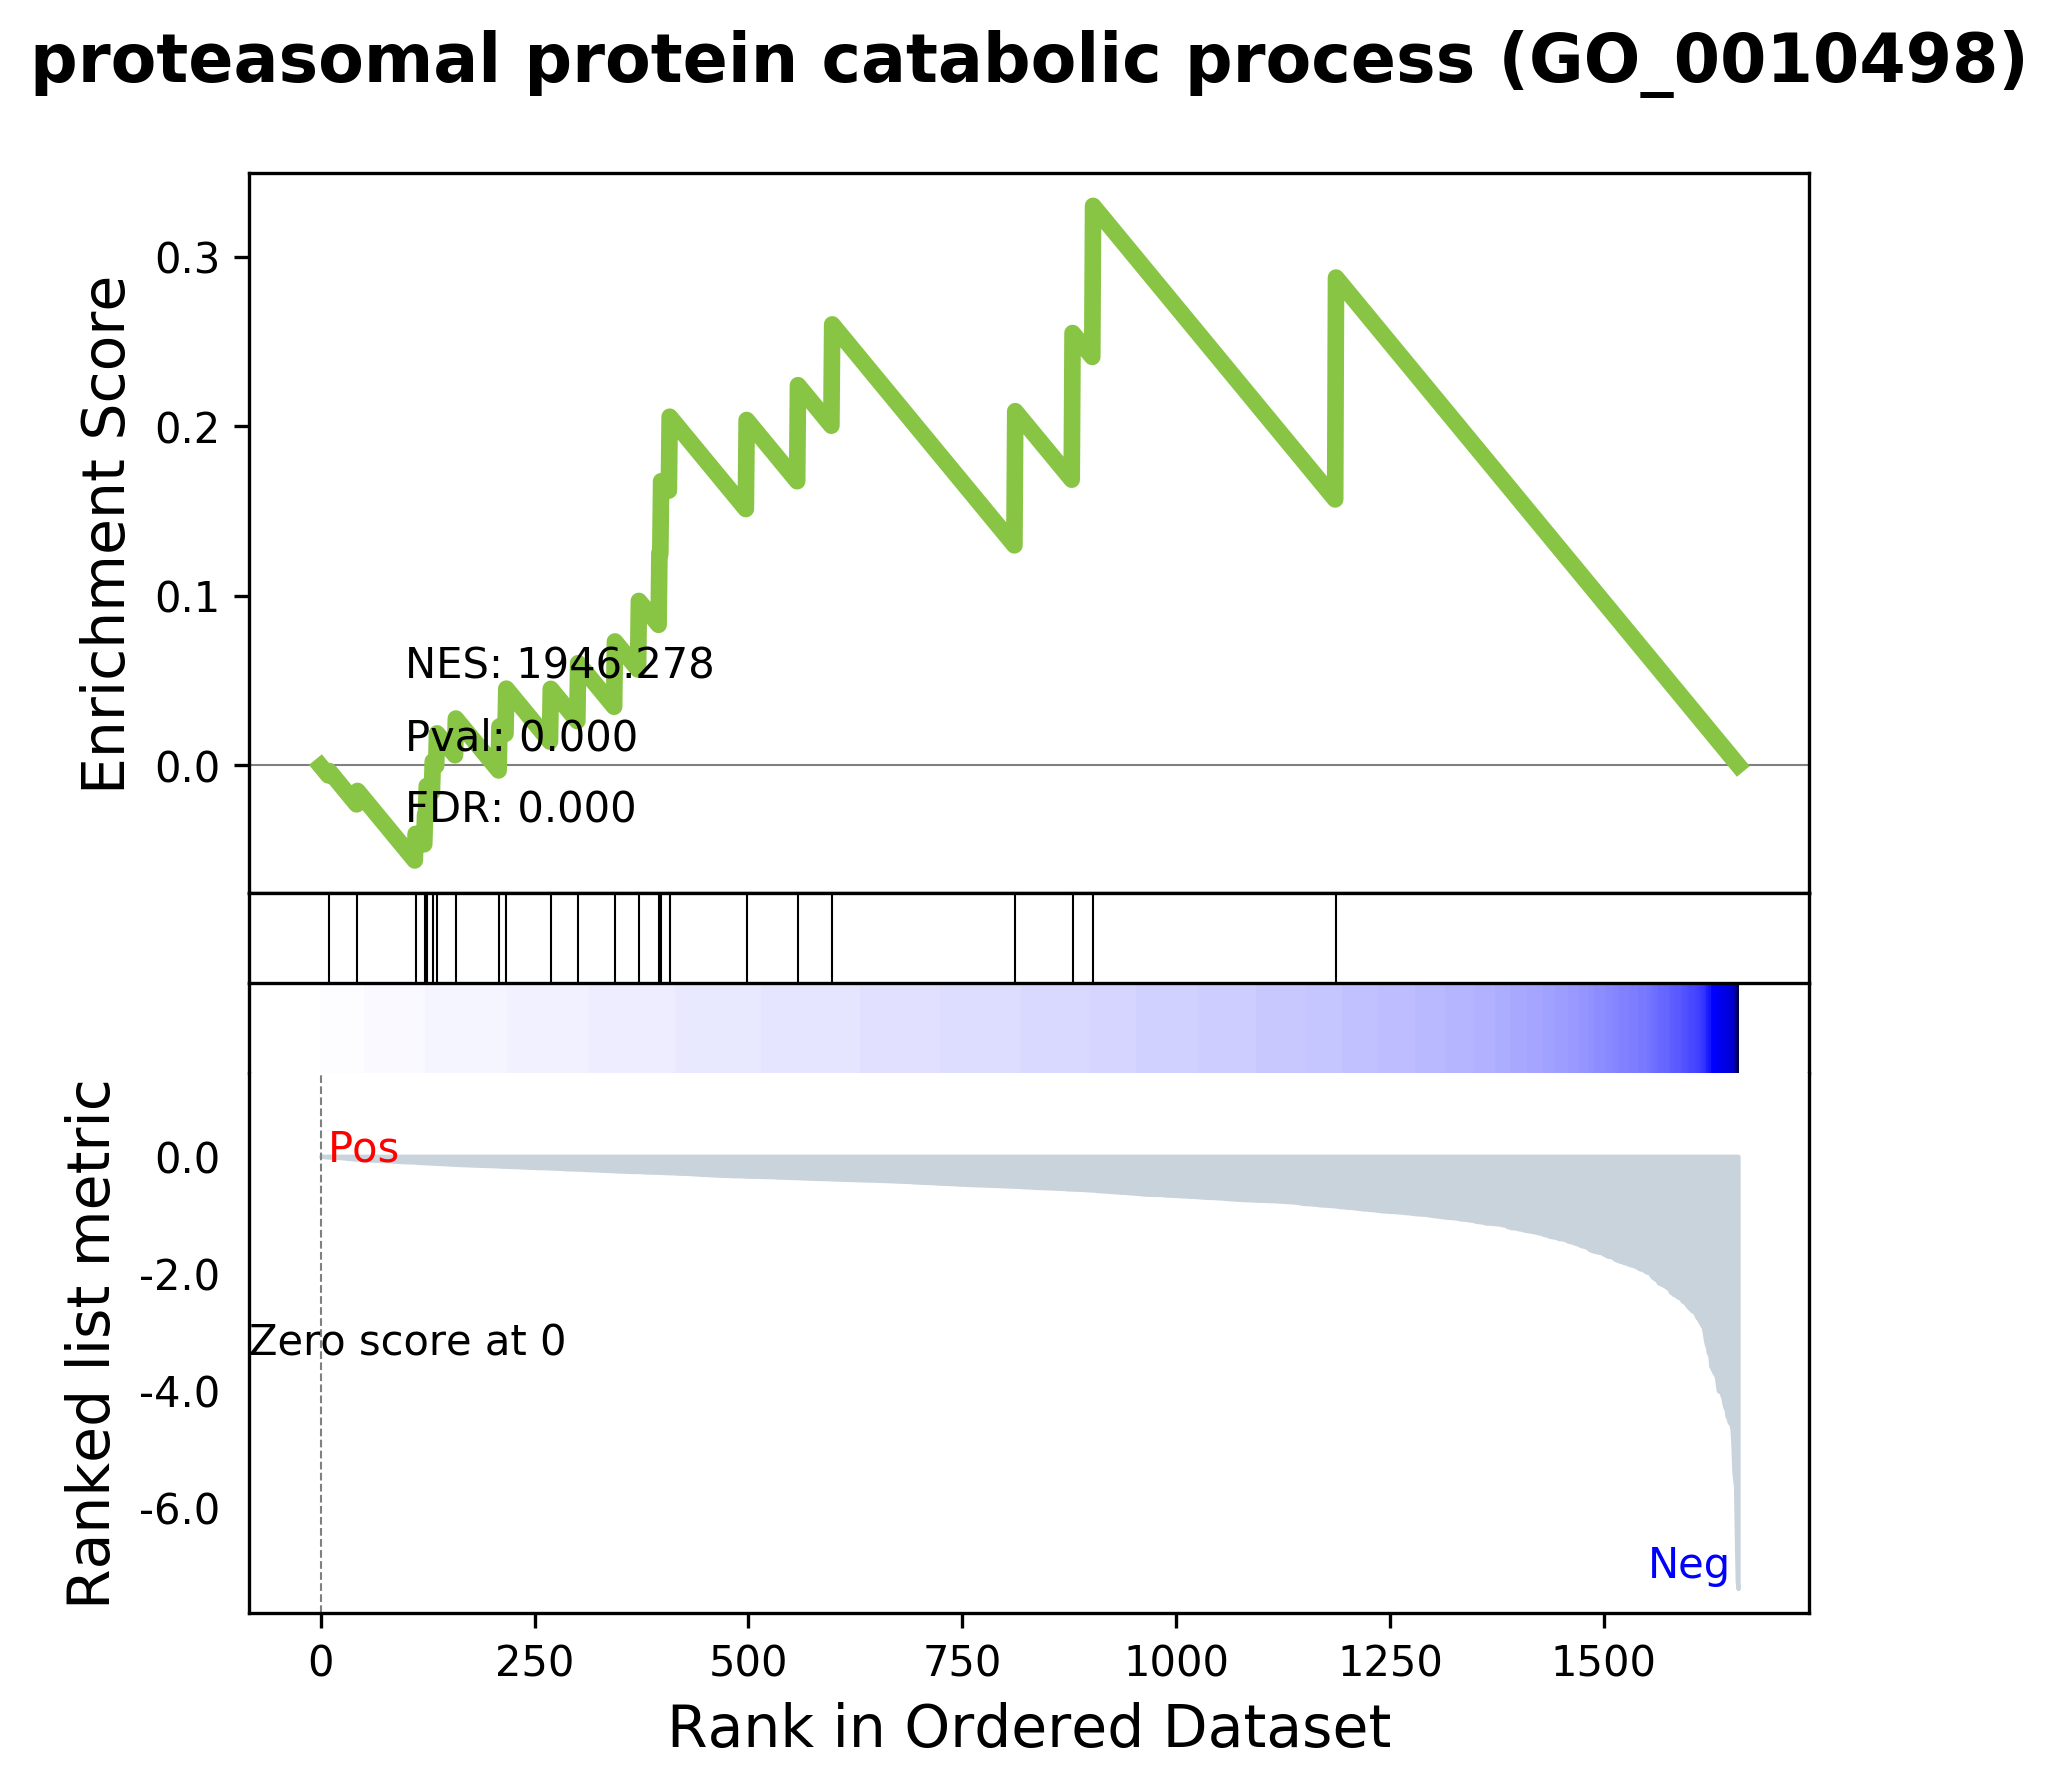 proteasomal protein catabolic process (GO_0010498)
Enrichment Score
0.3
0.2
0.1
0.0
NES: 1946.278
Pval: 0.000
FDR: 0.000
Ranked list metric
0.0
-2.0
-4.0
-6.0
Pos
Zero score at 0
Neg
0 250 500 750 1000 1250 1500
Rank in Ordered Dataset